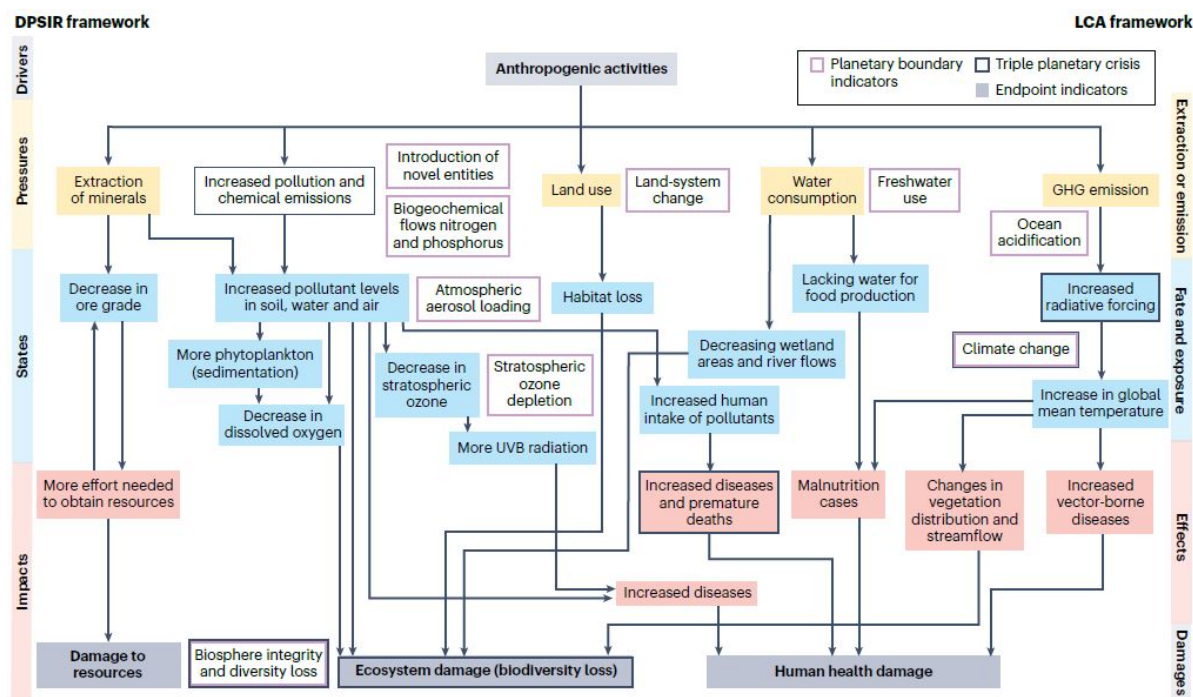 DPSIR framework
LCA framework
Drivers
Anthropogenic activities
Planetary boundary
indicators
Triple planetary crisis
Endpoint indicators
Pressures
Extraction or emission
Extraction
of minerals
Increased pollution and
chemical emissions
Introduction of
novel entities
Biogeochemical
flows nitrogen
and phosphorus
Land use
Land-system
change
Water
consumption
Freshwater
use
GHG emission
Ocean
acidification
States
Fate and exposure
Decrease in
ore grade
Increased pollutant levels
in soil, water and air
Atmospheric
aerosol loading
Habitat loss
Lacking water for
food production
Increased
radiative forcing
More phytoplankton
(sedimentation)
Decrease in
stratospheric
ozone
Stratospheric
ozone
depletion
Decreasing wetland
areas and river flows
Climate change
Decrease in
dissolved oxygen
More UVB radiation
Increased human
intake of pollutants
Increase in global
mean temperature
Impacts
Effects
More effort needed
to obtain resources
Increased diseases
and premature
deaths
Malnutrition
cases
Changes in
vegetation
distribution and
streamflow
Increased
vector-borne
diseases
Increased diseases
Damages
Damage to
resources
Biosphere integrity
and diversity loss
Ecosystem damage (biodiversity loss)
Human health damage